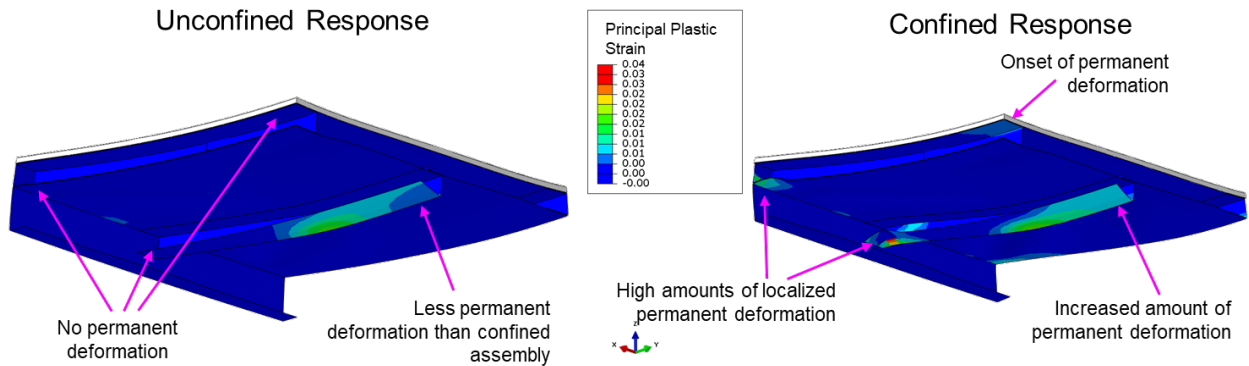 Unconfined Response
No permanent
deformation
Less permanent
deformation than confined
assembly
Principal Plastic
Strain
0.04
0.03
0.03
0.02
0.02
0.02
0.01
0.01
0.01
0.00
0.00
-0.00
Confined Response
Onset of permanent
deformation
High amounts of localized
permanent deformation
Increased amount of
permanent deformation
Z
X
Y